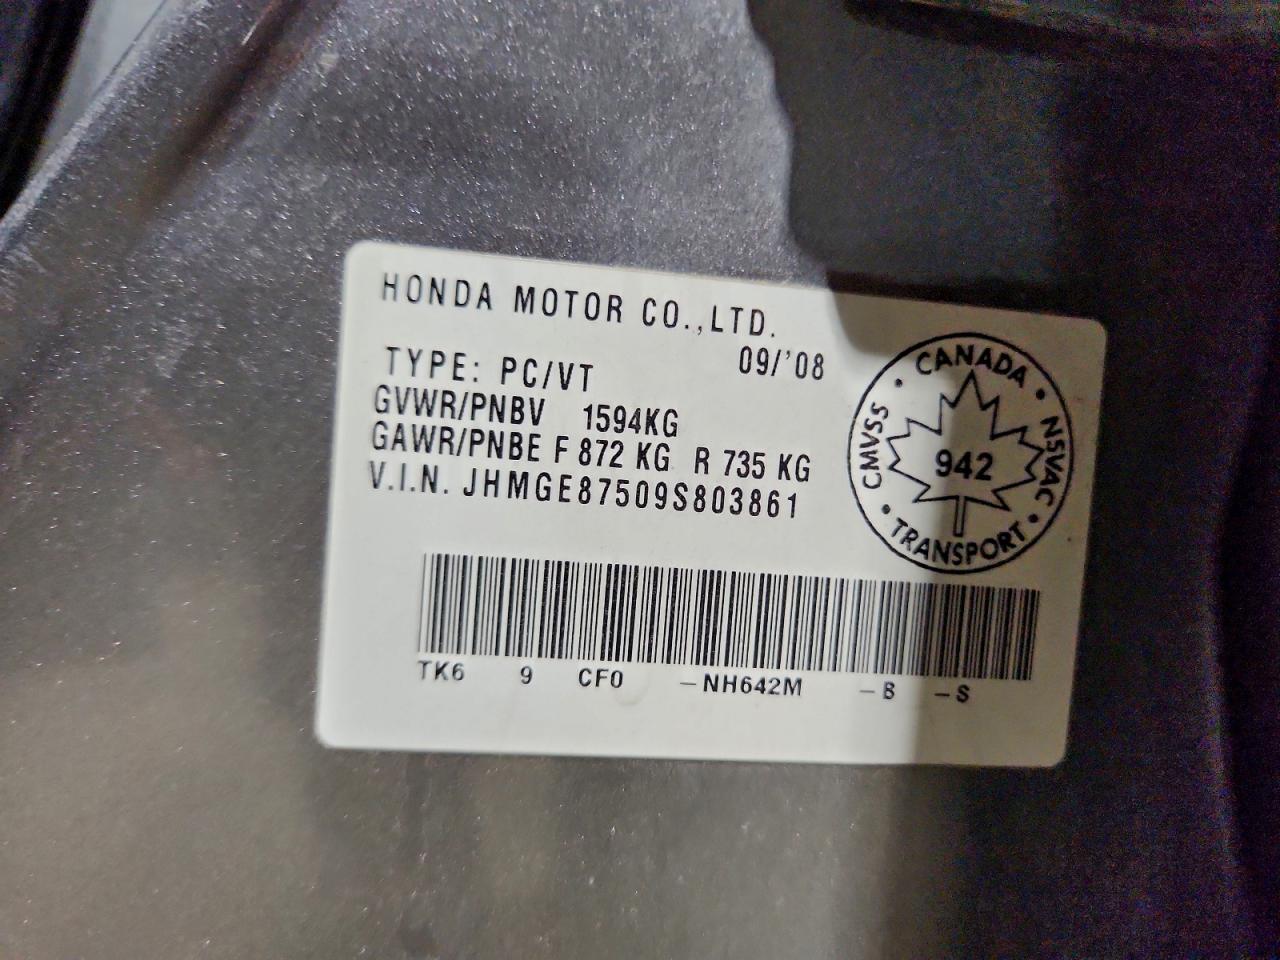 HONDA MOTOR CO.,LTD.
09/'08
TYPE: PC/VT
GVWR/PNBV 1594KG
GAWR/PNBE F 872 KG R 735 KG
V.I.N. JHMGE87509S803861
CANADA
CMVSS
942
NSVAC
TRANSPORT
TK6 9 CF0 -NH642M -B -S